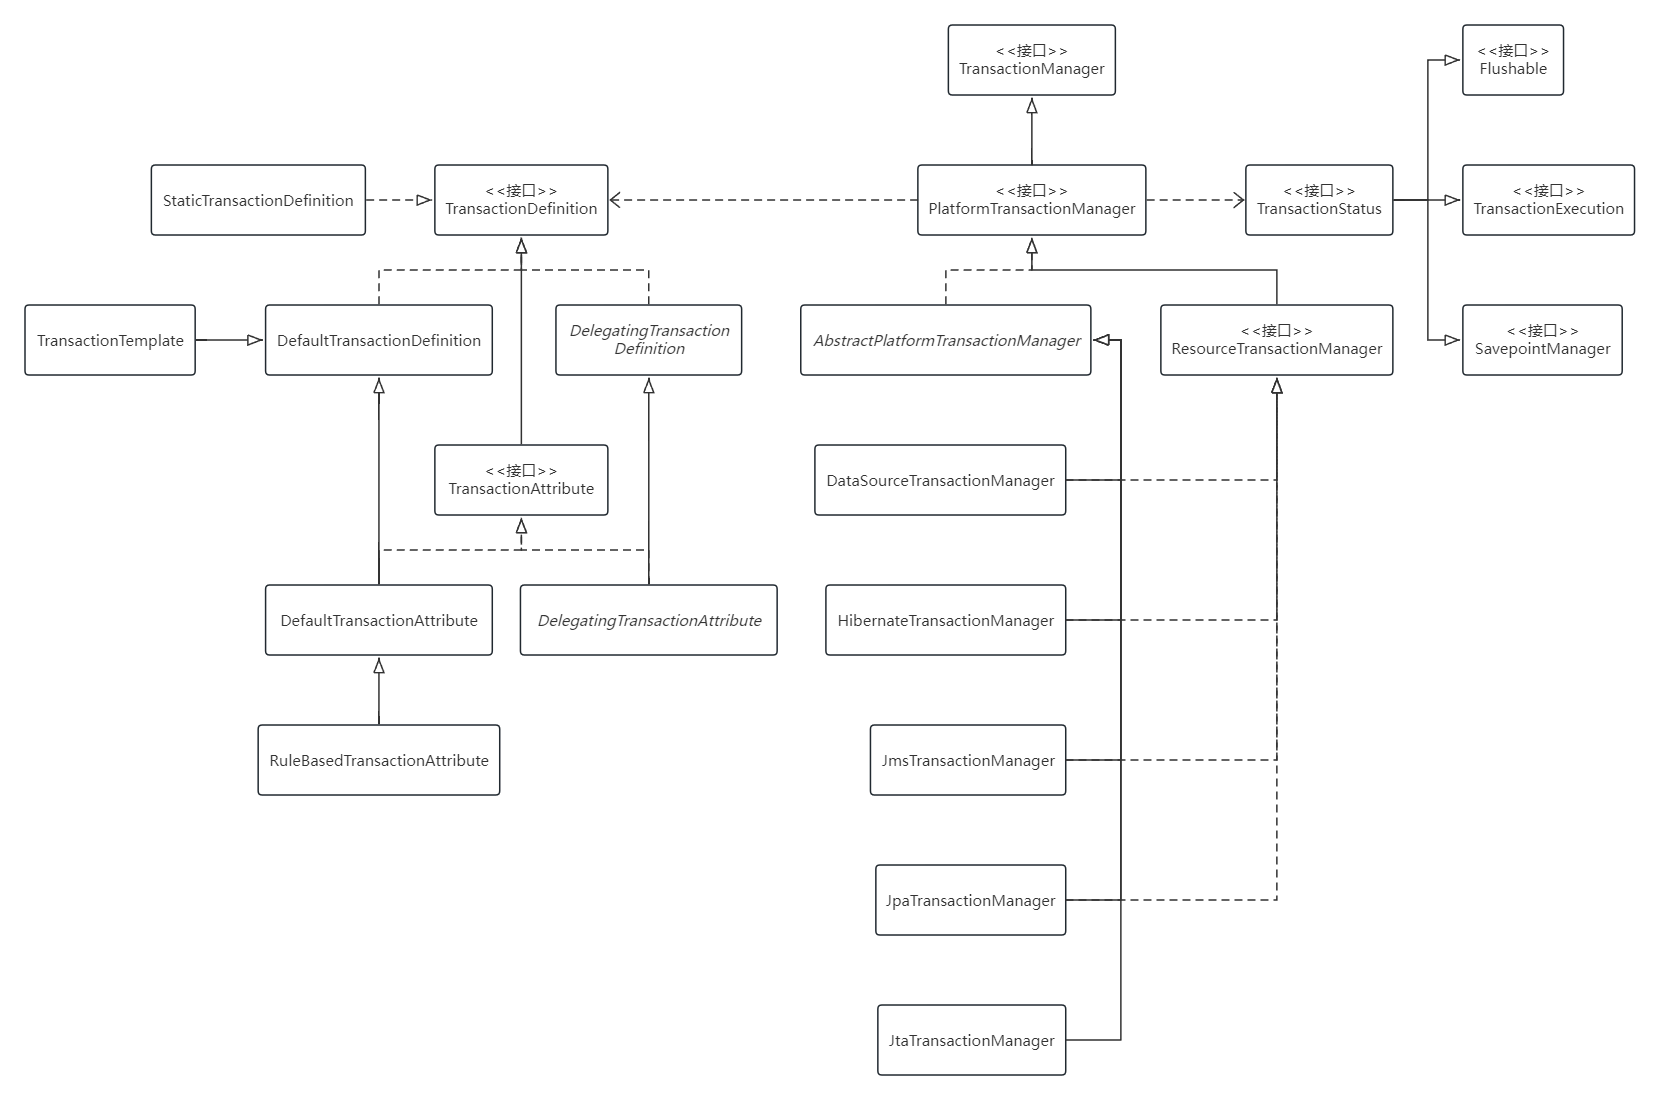 <<接口>>
TransactionManager
<<接口>>
Flushable
StaticTransactionDefinition
<<接口>>
TransactionDefinition
<<接口>>
PlatformTransactionManager
<<接口>>
TransactionStatus
<<接口>>
TransactionExecution
TransactionTemplate
DefaultTransactionDefinition
DelegatingTransaction
Definition
AbstractPlatformTransactionManager
<<接口>>
ResourceTransactionManager
<<接口>>
SavepointManager
<<接口>>
TransactionAttribute
DataSourceTransactionManager
DefaultTransactionAttribute
DelegatingTransactionAttribute
HibernateTransactionManager
RuleBasedTransactionAttribute
JmsTransactionManager
JpaTransactionManager
JtaTransactionManager